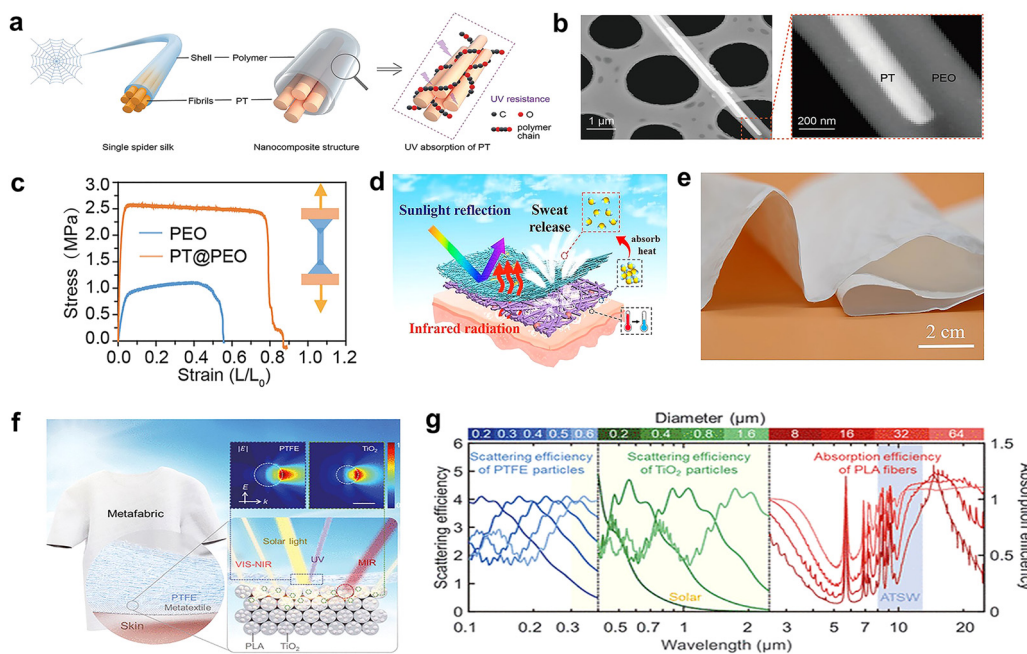 a
Shell
Polymer
Fibrils
PT
UV resistance
C
O
polymer
chain
Single spider silk
Nanocomposite structure
UV absorption of PT
b
1 μm
PT
PEO
200 nm
c
3.0
2.5
2.0
1.5
1.0
0.5
0.0
Stress (MPa)
PEO
PT@PEO
0 0.2 0.4 0.6 0.8 1.0 1.2
Strain (L/L₀)
d
Sunlight reflection
Sweat
release
absorb
heat
Infrared radiation
e
2 cm
f
Metafabric
PTFE
Metatextile
Skin
|E|
PTFE
TiO₂
E
k
1
Solar light
VIS-NIR
UV
MIR
PLA
TiO₂
g
Diameter (μm)
0.2 0.3 0.4 0.5 0.6
0.2 0.4 0.8 1.6
8 16 32 64
Scattering efficiency
of PTFE particles
Scattering efficiency
of TiO₂ particles
Absorption efficiency
of PLA fibers
6
5
4
3
2
1
0
Scattering efficiency
1.5
1
0.5
0
Absorption efficiency
Solar
ATSW
0.1 0.2 0.3 0.5 0.7 1 2 3 5 7 10 20
Wavelength (μm)